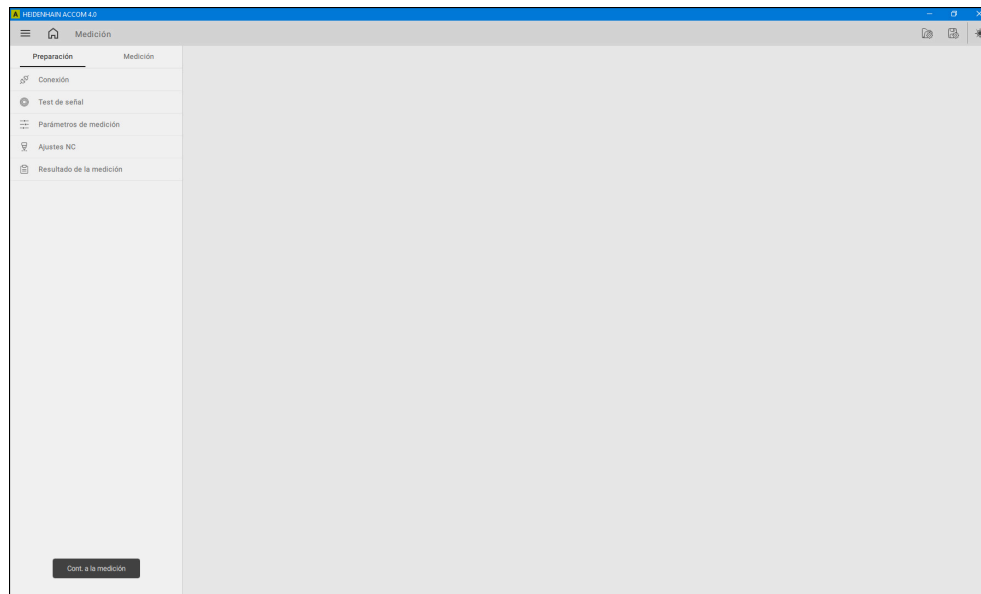 A HEIDENHAIN ACCOM 4.0
Medición
Preparación Medición
Conexión
Test de señal
Parámetros de medición
Ajustes NC
Resultado de la medición
Cont. a la medición